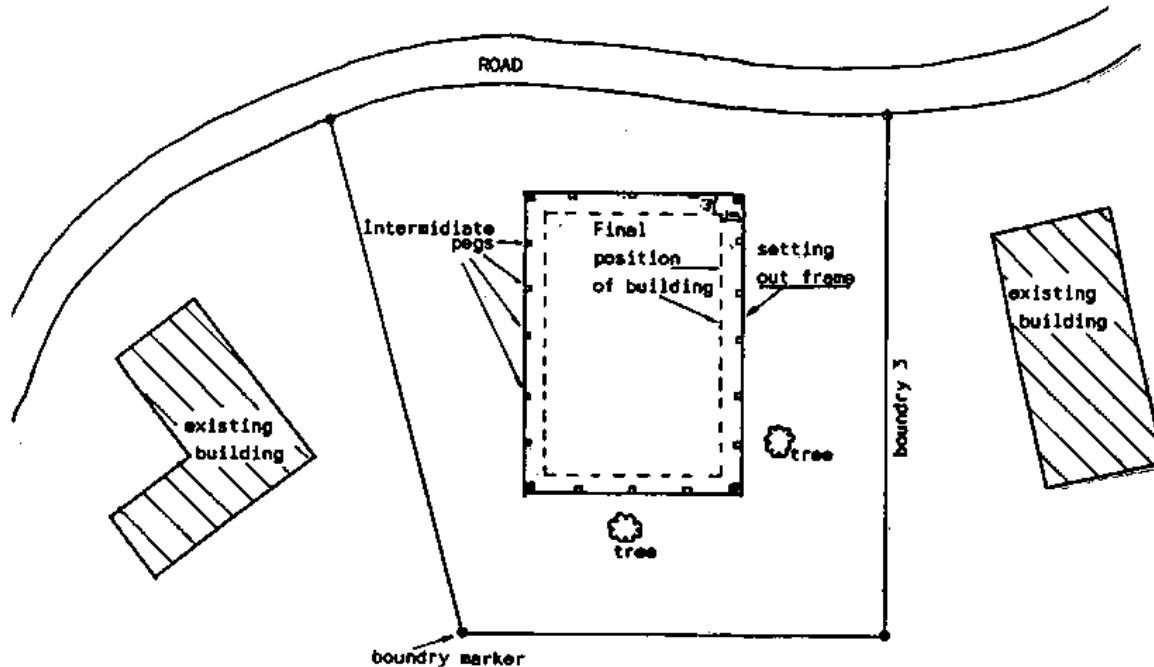 ROAD
Intermidiate
pegs
Final
position
of building
setting
out frame
existing
building
boundry 3
existing
building
tree
tree
boundry marker